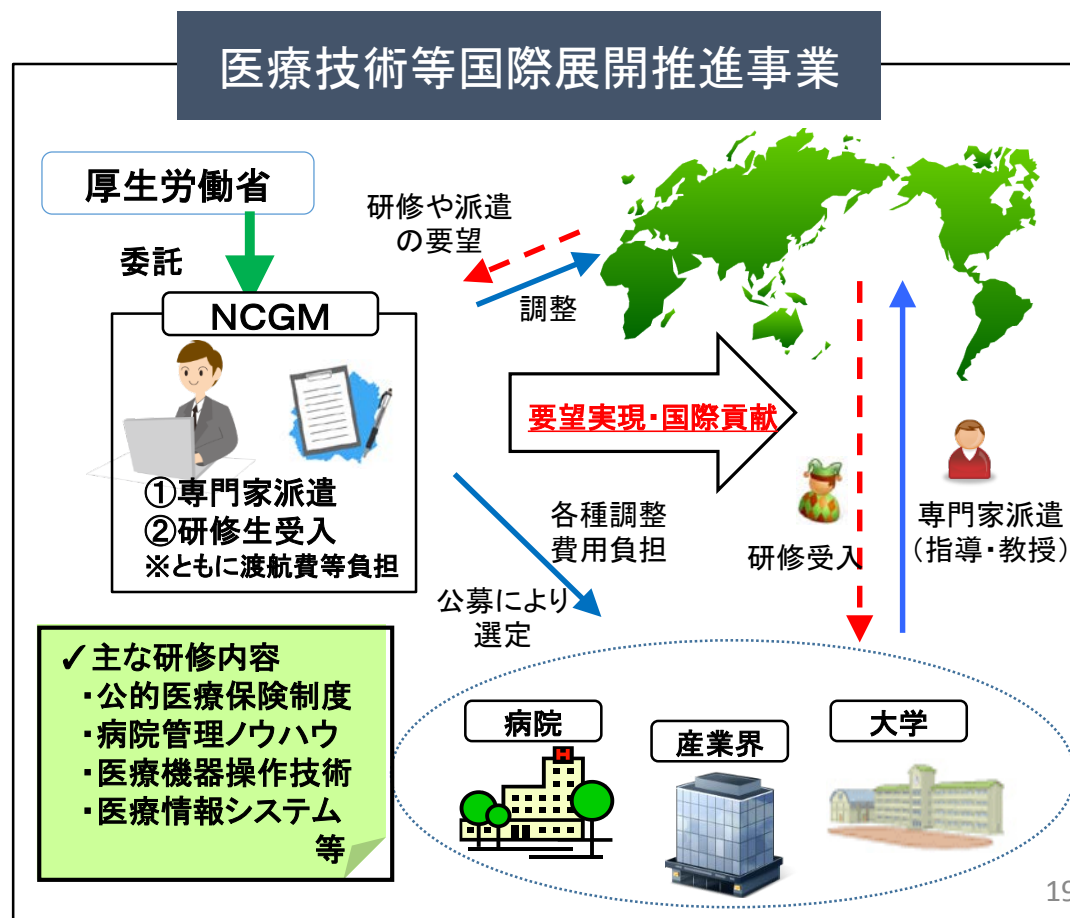 医療技術等国際展開推進事業
厚生労働省
委託
研修や派遣
の要望
調整
NCGM
①専門家派遣
②研修生受入
※ともに渡航費等負担
要望実現・国際貢献
各種調整
費用負担
公募により
選定
研修受入
専門家派遣
(指導・教授)
✓主な研修内容
・公的医療保険制度
・病院管理ノウハウ
・医療機器操作技術
・医療情報システム
等
病院
H
産業界
大学
19